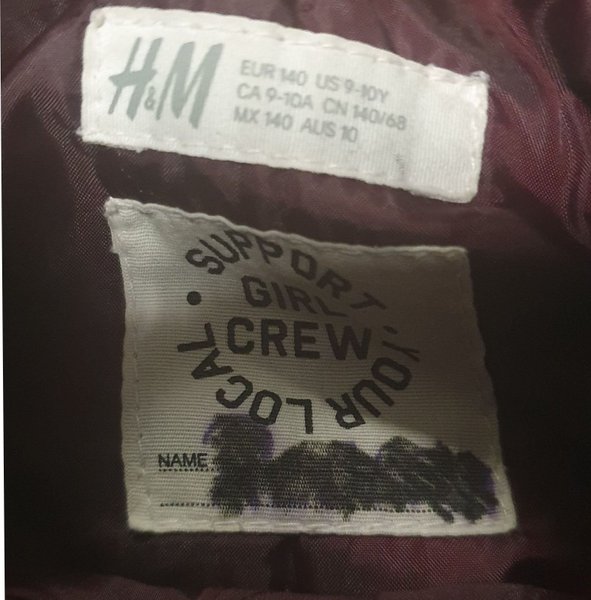 H&M
EUR 140 US 9-10Y
CA 9-10A CN 140/68
MX 140 AUS 10
SUPPORT
YOUR LOCAL
GIRL
CREW
NAME